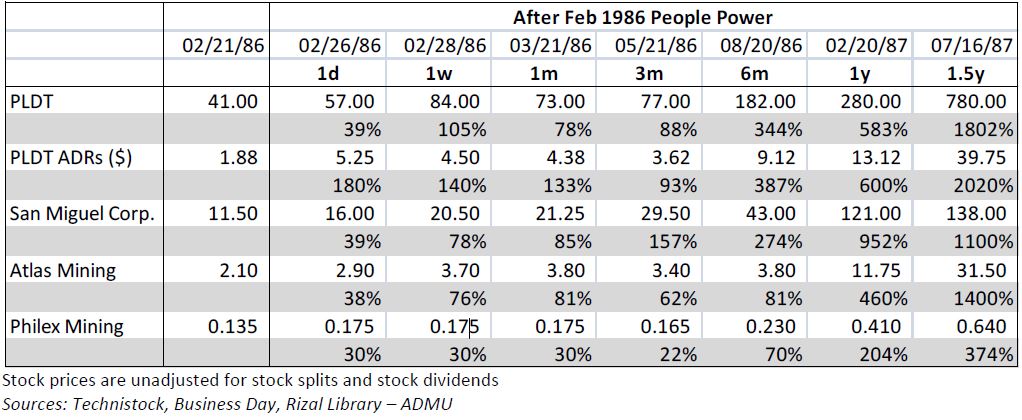 After Feb 1986 People Power
02/21/86 02/26/86 02/28/86 03/21/86 05/21/86 08/20/86 02/20/87 07/16/87
1d 1w 1m 3m 6m 1y 1.5y
PLDT 41.00 57.00 84.00 73.00 77.00 182.00 280.00 780.00
39% 105% 78% 88% 344% 583% 1802%
PLDT ADRs ($) 1.88 5.25 4.50 4.38 3.62 9.12 13.12 39.75
180% 140% 133% 93% 387% 600% 2020%
San Miguel Corp. 11.50 16.00 20.50 21.25 29.50 43.00 121.00 138.00
39% 78% 85% 157% 274% 952% 1100%
Atlas Mining 2.10 2.90 3.70 3.80 3.40 3.80 11.75 31.50
38% 76% 81% 62% 81% 460% 1400%
Philex Mining 0.135 0.175 0.175 0.175 0.165 0.230 0.410 0.640
30% 30% 30% 22% 70% 204% 374%
Stock prices are unadjusted for stock splits and stock dividends
Sources: Technistock, Business Day, Rizal Library – ADMU